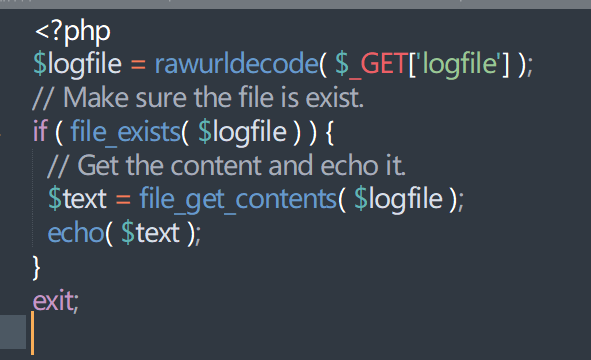 <?php
$logfile = rawurldecode( $_GET['logfile'] );
// Make sure the file is exist.
if ( file_exists( $logfile ) ) {
// Get the content and echo it.
$text = file_get_contents( $logfile );
echo( $text );
}
exit;